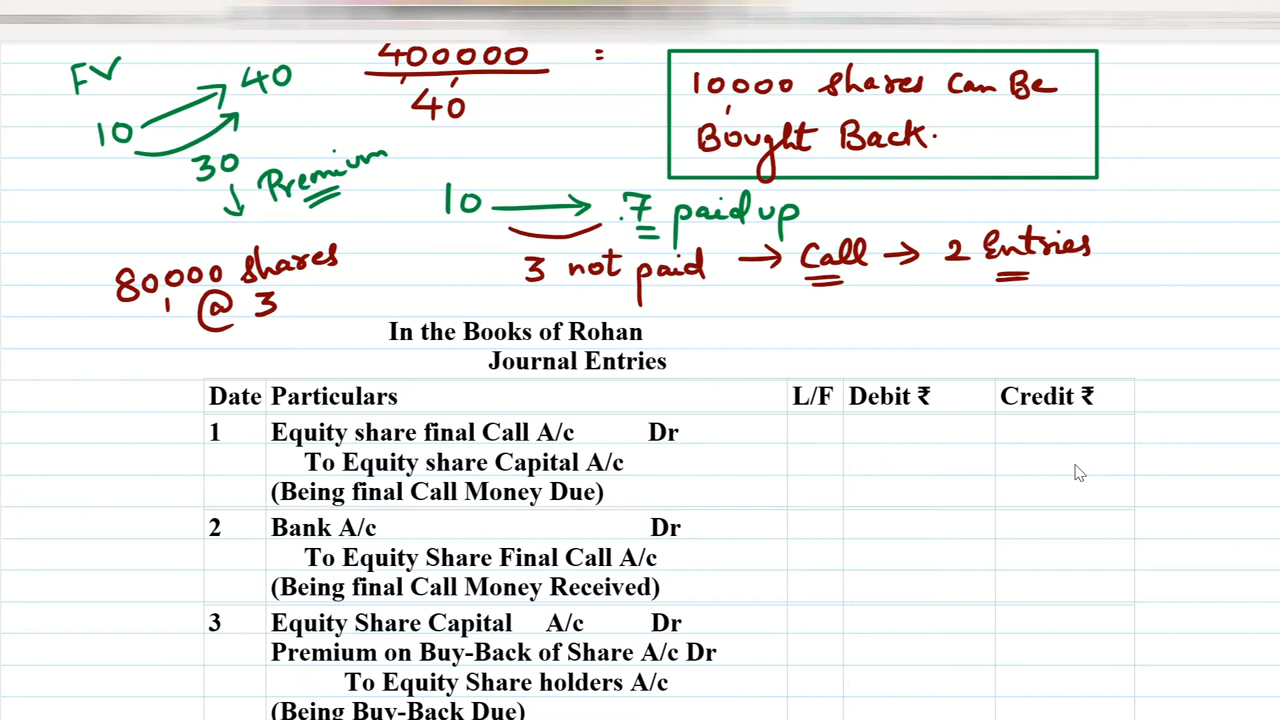 FV
40
400000 =
40
10000 shares can Be
Bought Back.
10
30
Premium
10 → 7 paid up
3 not paid → Call → 2 Entries
80000 shares
@ 3
In the Books of Rohan
Journal Entries
Date Particulars L/F Debit ₹ Credit ₹
1 Equity share final Call A/c Dr
To Equity share Capital A/c
(Being final Call Money Due)
2 Bank A/c Dr
To Equity Share Final Call A/c
(Being final Call Money Received)
3 Equity Share Capital A/c Dr
Premium on Buy-Back of Share A/c Dr
To Equity Share holders A/c
(Being Buy-Back Due)